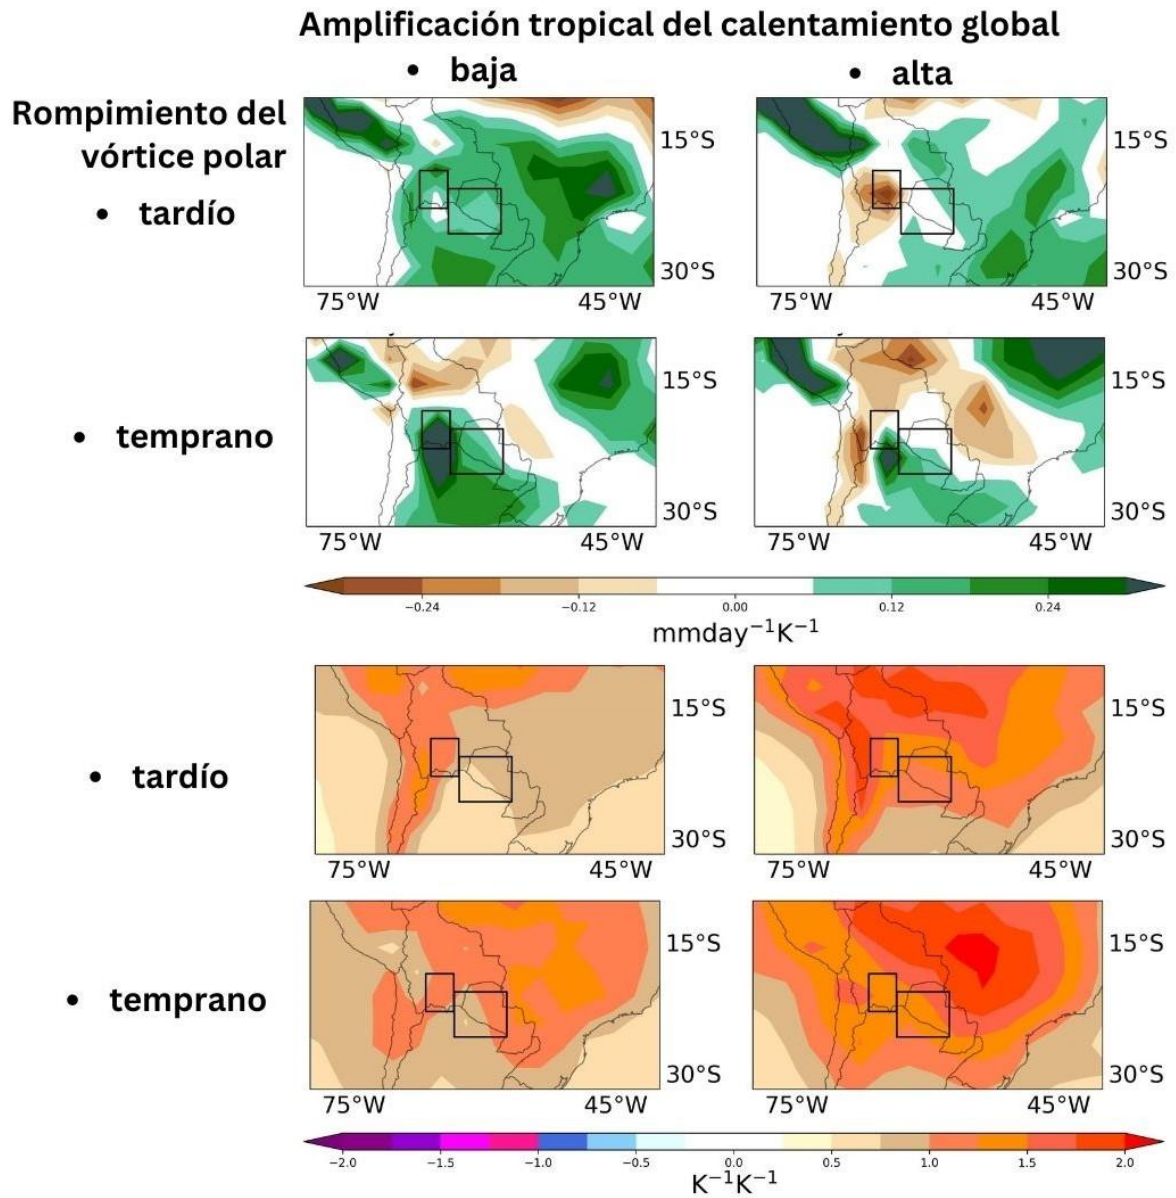 Amplificación tropical del calentamiento global
• baja
• alta
Rompimiento del
vórtice polar
• tardío
15°S
30°S
75°W
45°W
15°S
30°S
75°W
45°W
• temprano
15°S
30°S
75°W
45°W
15°S
30°S
75°W
45°W
−0.24
−0.12
0.00
0.12
0.24
mmday⁻¹K⁻¹
• tardío
15°S
30°S
75°W
45°W
15°S
30°S
75°W
45°W
• temprano
15°S
30°S
75°W
45°W
15°S
30°S
75°W
45°W
−2.0
−1.5
−1.0
−0.5
0.0
0.5
1.0
1.5
2.0
K⁻¹K⁻¹